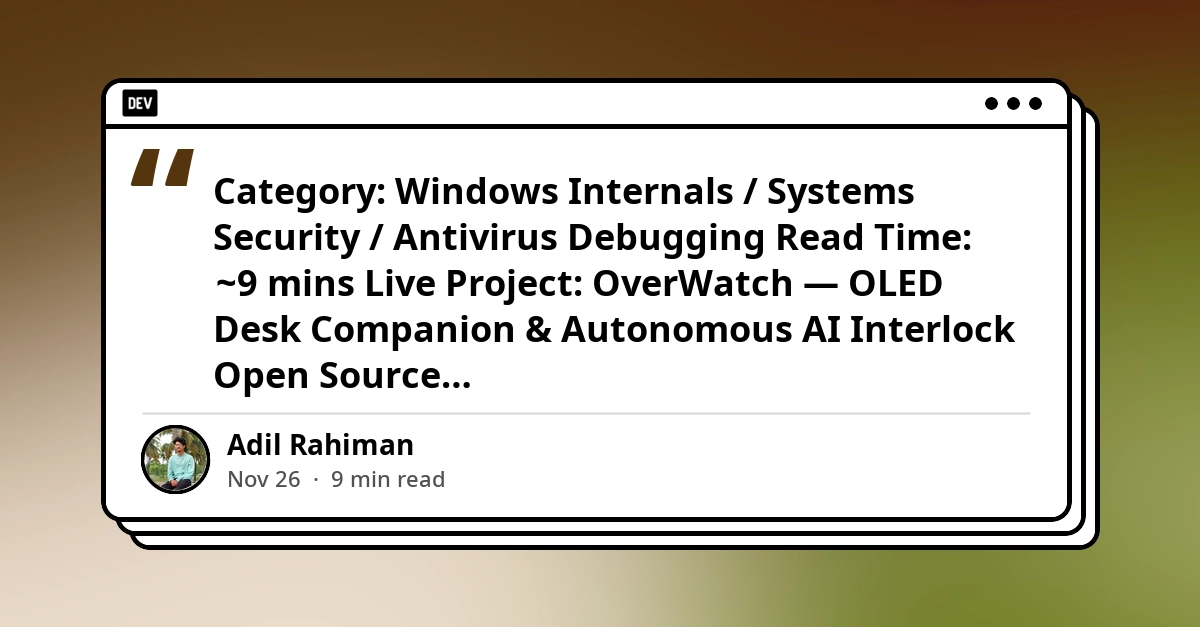 DEV
“
Category: Windows Internals / Systems
Security / Antivirus Debugging Read Time:
~9 mins Live Project: OverWatch — OLED
Desk Companion & Autonomous AI Interlock
Open Source...
Adil Rahiman
Nov 26 · 9 min read